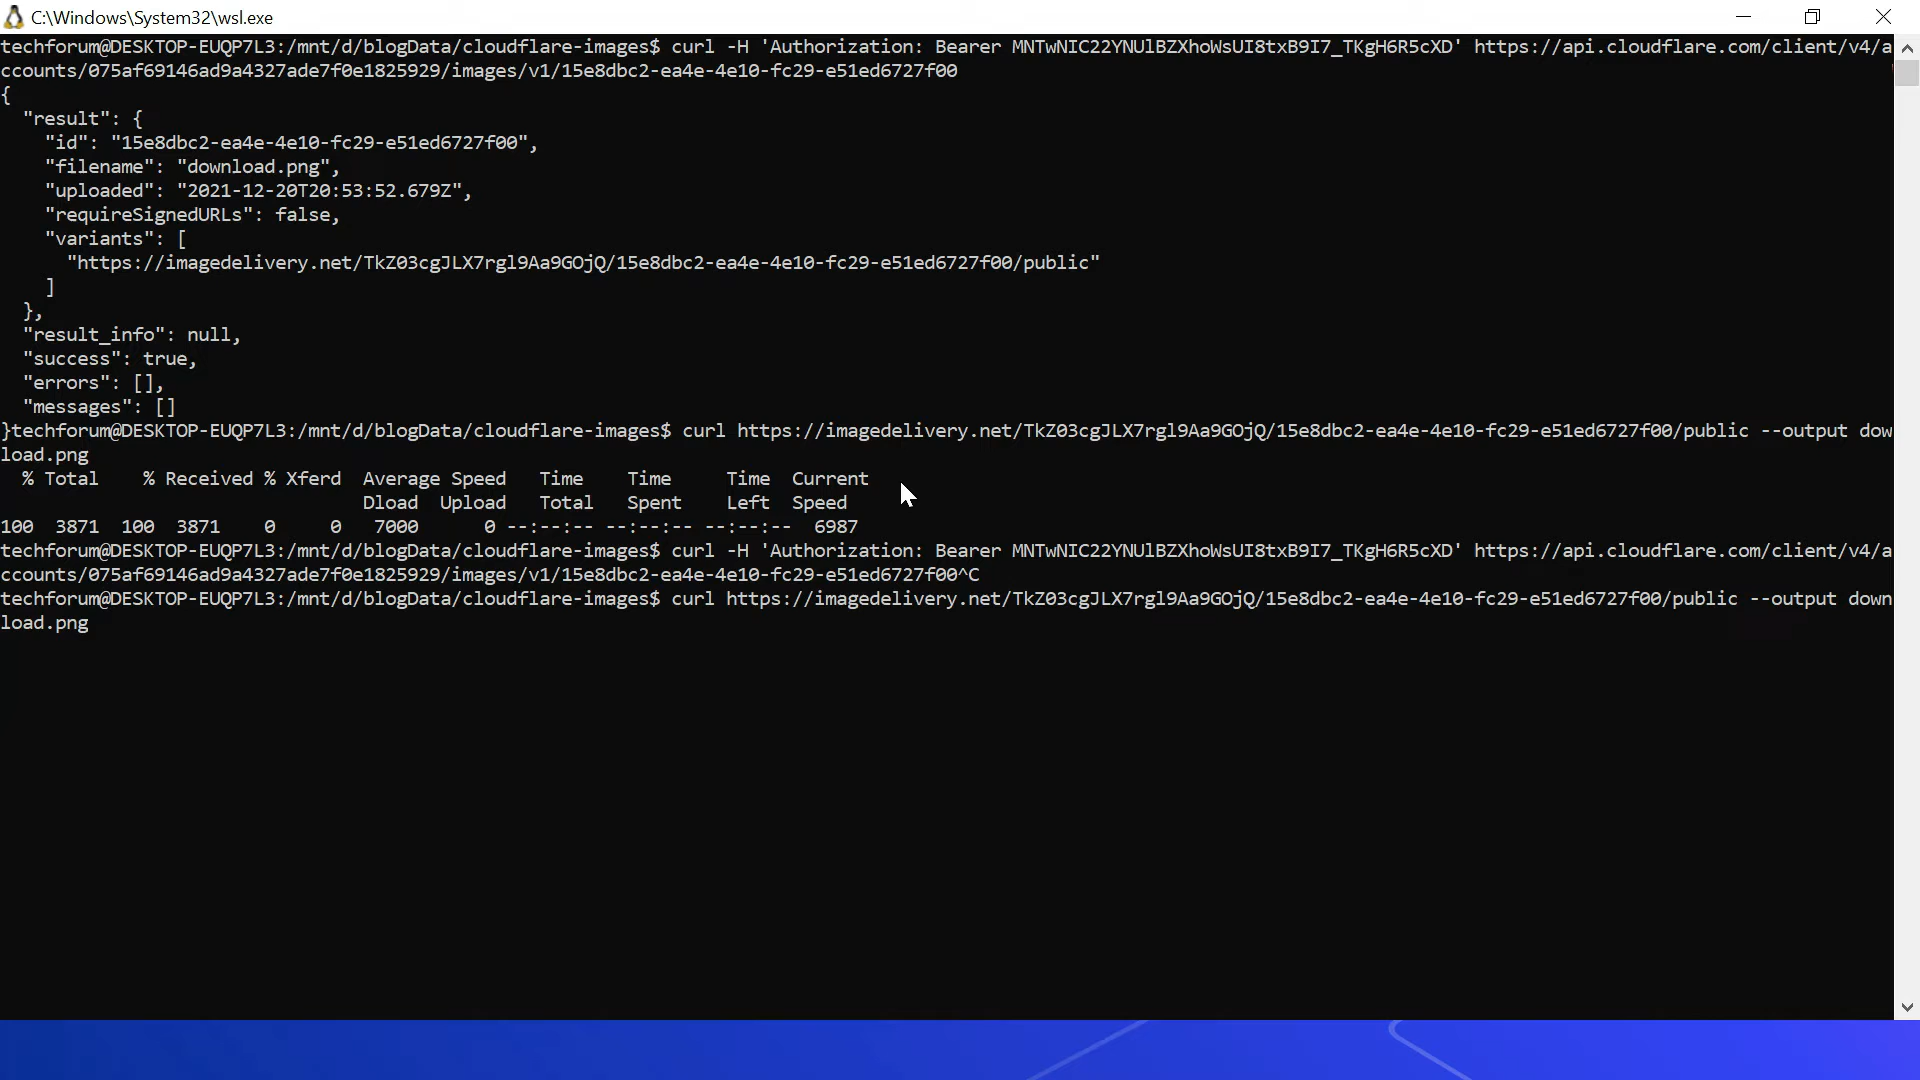 C:\Windows\System32\wsl.exe
techforum@DESKTOP-EUQP7L3:/mnt/d/blogData/cloudflare-images$ curl -H 'Authorization: Bearer MNTwNIC22YNUlBZXhoWsUI8txB9I7_TKgH6R5cXD' https://api.cloudflare.com/client/v4/a
ccounts/075af69146ad9a4327ade7f0e1825929/images/v1/15e8dbc2-ea4e-4e10-fc29-e51ed6727f00
{
  "result": {
    "id": "15e8dbc2-ea4e-4e10-fc29-e51ed6727f00",
    "filename": "download.png",
    "uploaded": "2021-12-20T20:53:52.679Z",
    "requireSignedURLs": false,
    "variants": [
      "https://imagedelivery.net/TkZ03cgJLX7rgl9Aa9GOjQ/15e8dbc2-ea4e-4e10-fc29-e51ed6727f00/public"
    ]
  },
  "result_info": null,
  "success": true,
  "errors": [],
  "messages": []
}techforum@DESKTOP-EUQP7L3:/mnt/d/blogData/cloudflare-images$ curl https://imagedelivery.net/TkZ03cgJLX7rgl9Aa9GOjQ/15e8dbc2-ea4e-4e10-fc29-e51ed6727f00/public --output dow
load.png
  % Total    % Received % Xferd  Average Speed   Time    Time     Time  Current
                                 Dload  Upload   Total   Spent    Left  Speed
100  3871  100  3871    0     0   7000      0 --:--:-- --:--:-- --:--:--  6987
techforum@DESKTOP-EUQP7L3:/mnt/d/blogData/cloudflare-images$ curl -H 'Authorization: Bearer MNTwNIC22YNUlBZXhoWsUI8txB9I7_TKgH6R5cXD' https://api.cloudflare.com/client/v4/a
ccounts/075af69146ad9a4327ade7f0e1825929/images/v1/15e8dbc2-ea4e-4e10-fc29-e51ed6727f00^C
techforum@DESKTOP-EUQP7L3:/mnt/d/blogData/cloudflare-images$ curl https://imagedelivery.net/TkZ03cgJLX7rgl9Aa9GOjQ/15e8dbc2-ea4e-4e10-fc29-e51ed6727f00/public --output down
load.png